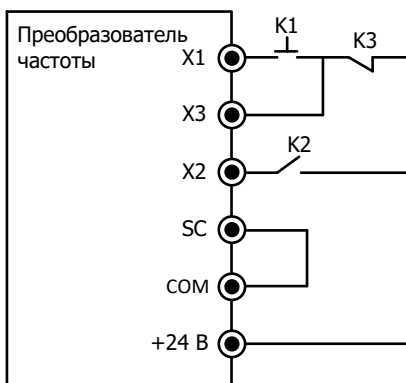 Преобразователь
частоты
K1
K3
X1
X3
K2
X2
SC
COM
+24 В